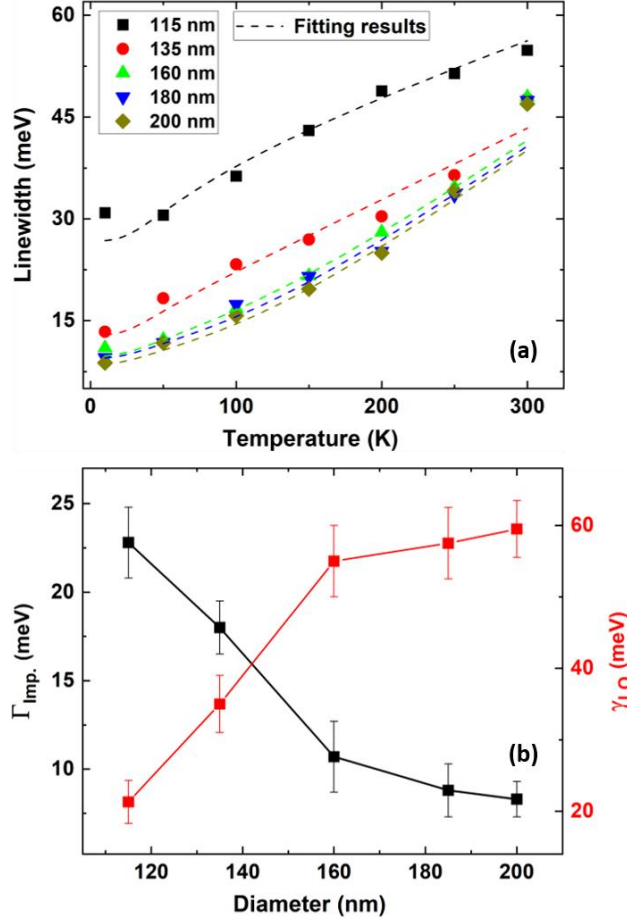 60
45
30
15
Linewidth (meV)
115 nm
135 nm
160 nm
180 nm
200 nm
Fitting results
(a)
0 100 200 300
Temperature (K)
25
20
15
10
Γ Imp. (meV)
60
40
20
γ LO (meV)
(b)
120 140 160 180 200
Diameter (nm)